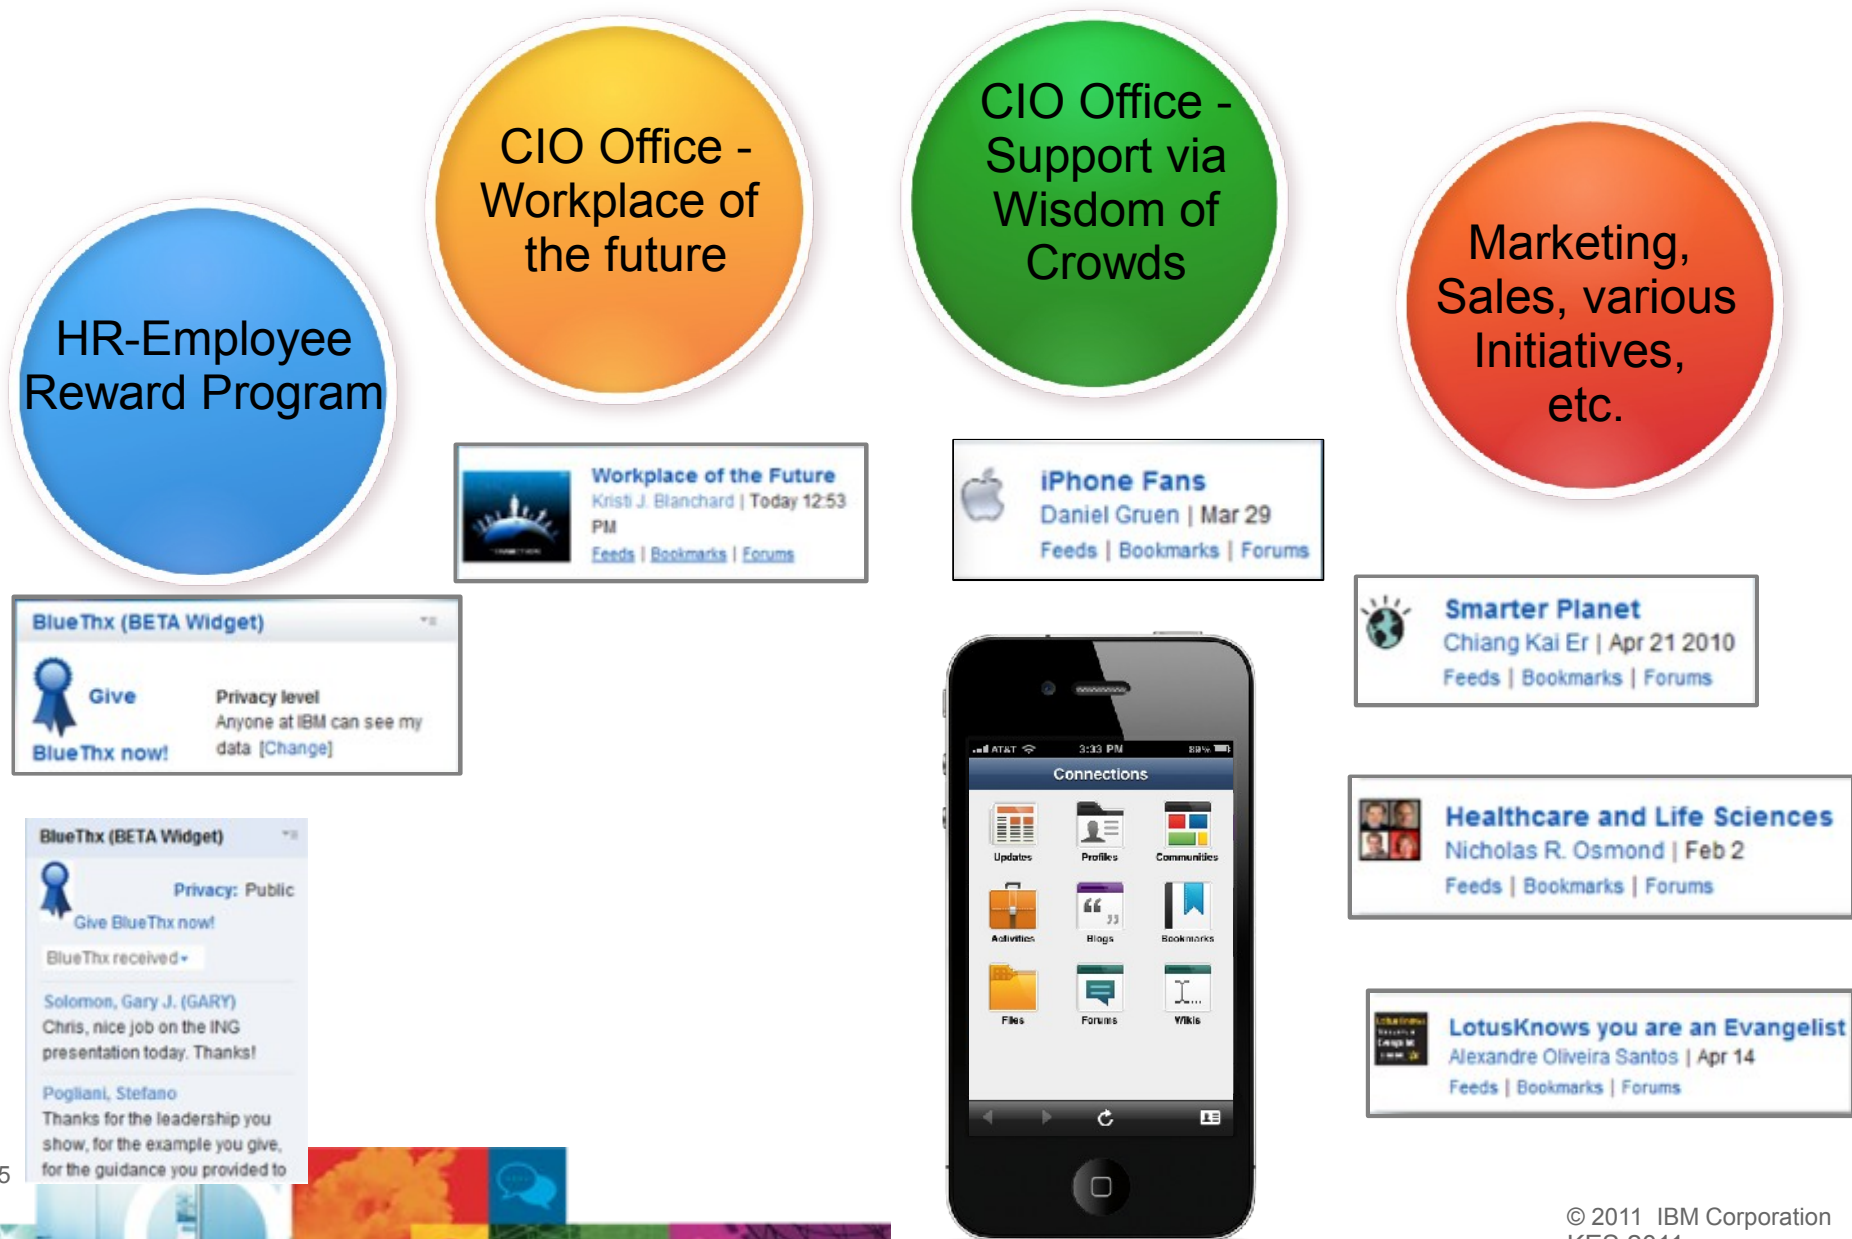 HR-Employee
Reward Program
BlueThx (BETA Widget)
Give
BlueThx now!
Privacy level
Anyone at IBM can see my
data [Change]
BlueThx (BETA Widget)
Privacy: Public
Give BlueThx now!
BlueThx received
Solomon, Gary J. (GARY)
Chris, nice job on the ING
presentation today. Thanks!
Pogliani, Stefano
Thanks for the leadership you
show, for the example you give,
for the guidance you provided to
CIO Office -
Workplace of
the future
Workplace of the Future
Kristi J. Blanchard | Today 12:53
PM
Feeds | Bookmarks | Forums
CIO Office -
Support via
Wisdom of
Crowds
iPhone Fans
Daniel Gruen | Mar 29
Feeds | Bookmarks | Forums
AT&T 3:33 PM 89%
Connections
Updates Profiles Communities
Activities Blogs Bookmarks
Files Forums Wikis
Marketing,
Sales, various
Initiatives,
etc.
Smarter Planet
Chiang Kai Er | Apr 21 2010
Feeds | Bookmarks | Forums
Healthcare and Life Sciences
Nicholas R. Osmond | Feb 2
Feeds | Bookmarks | Forums
LotusKnows you are an Evangelist
Alexandre Oliveira Santos | Apr 14
Feeds | Bookmarks | Forums
5
© 2011 IBM Corporation
KES 2011